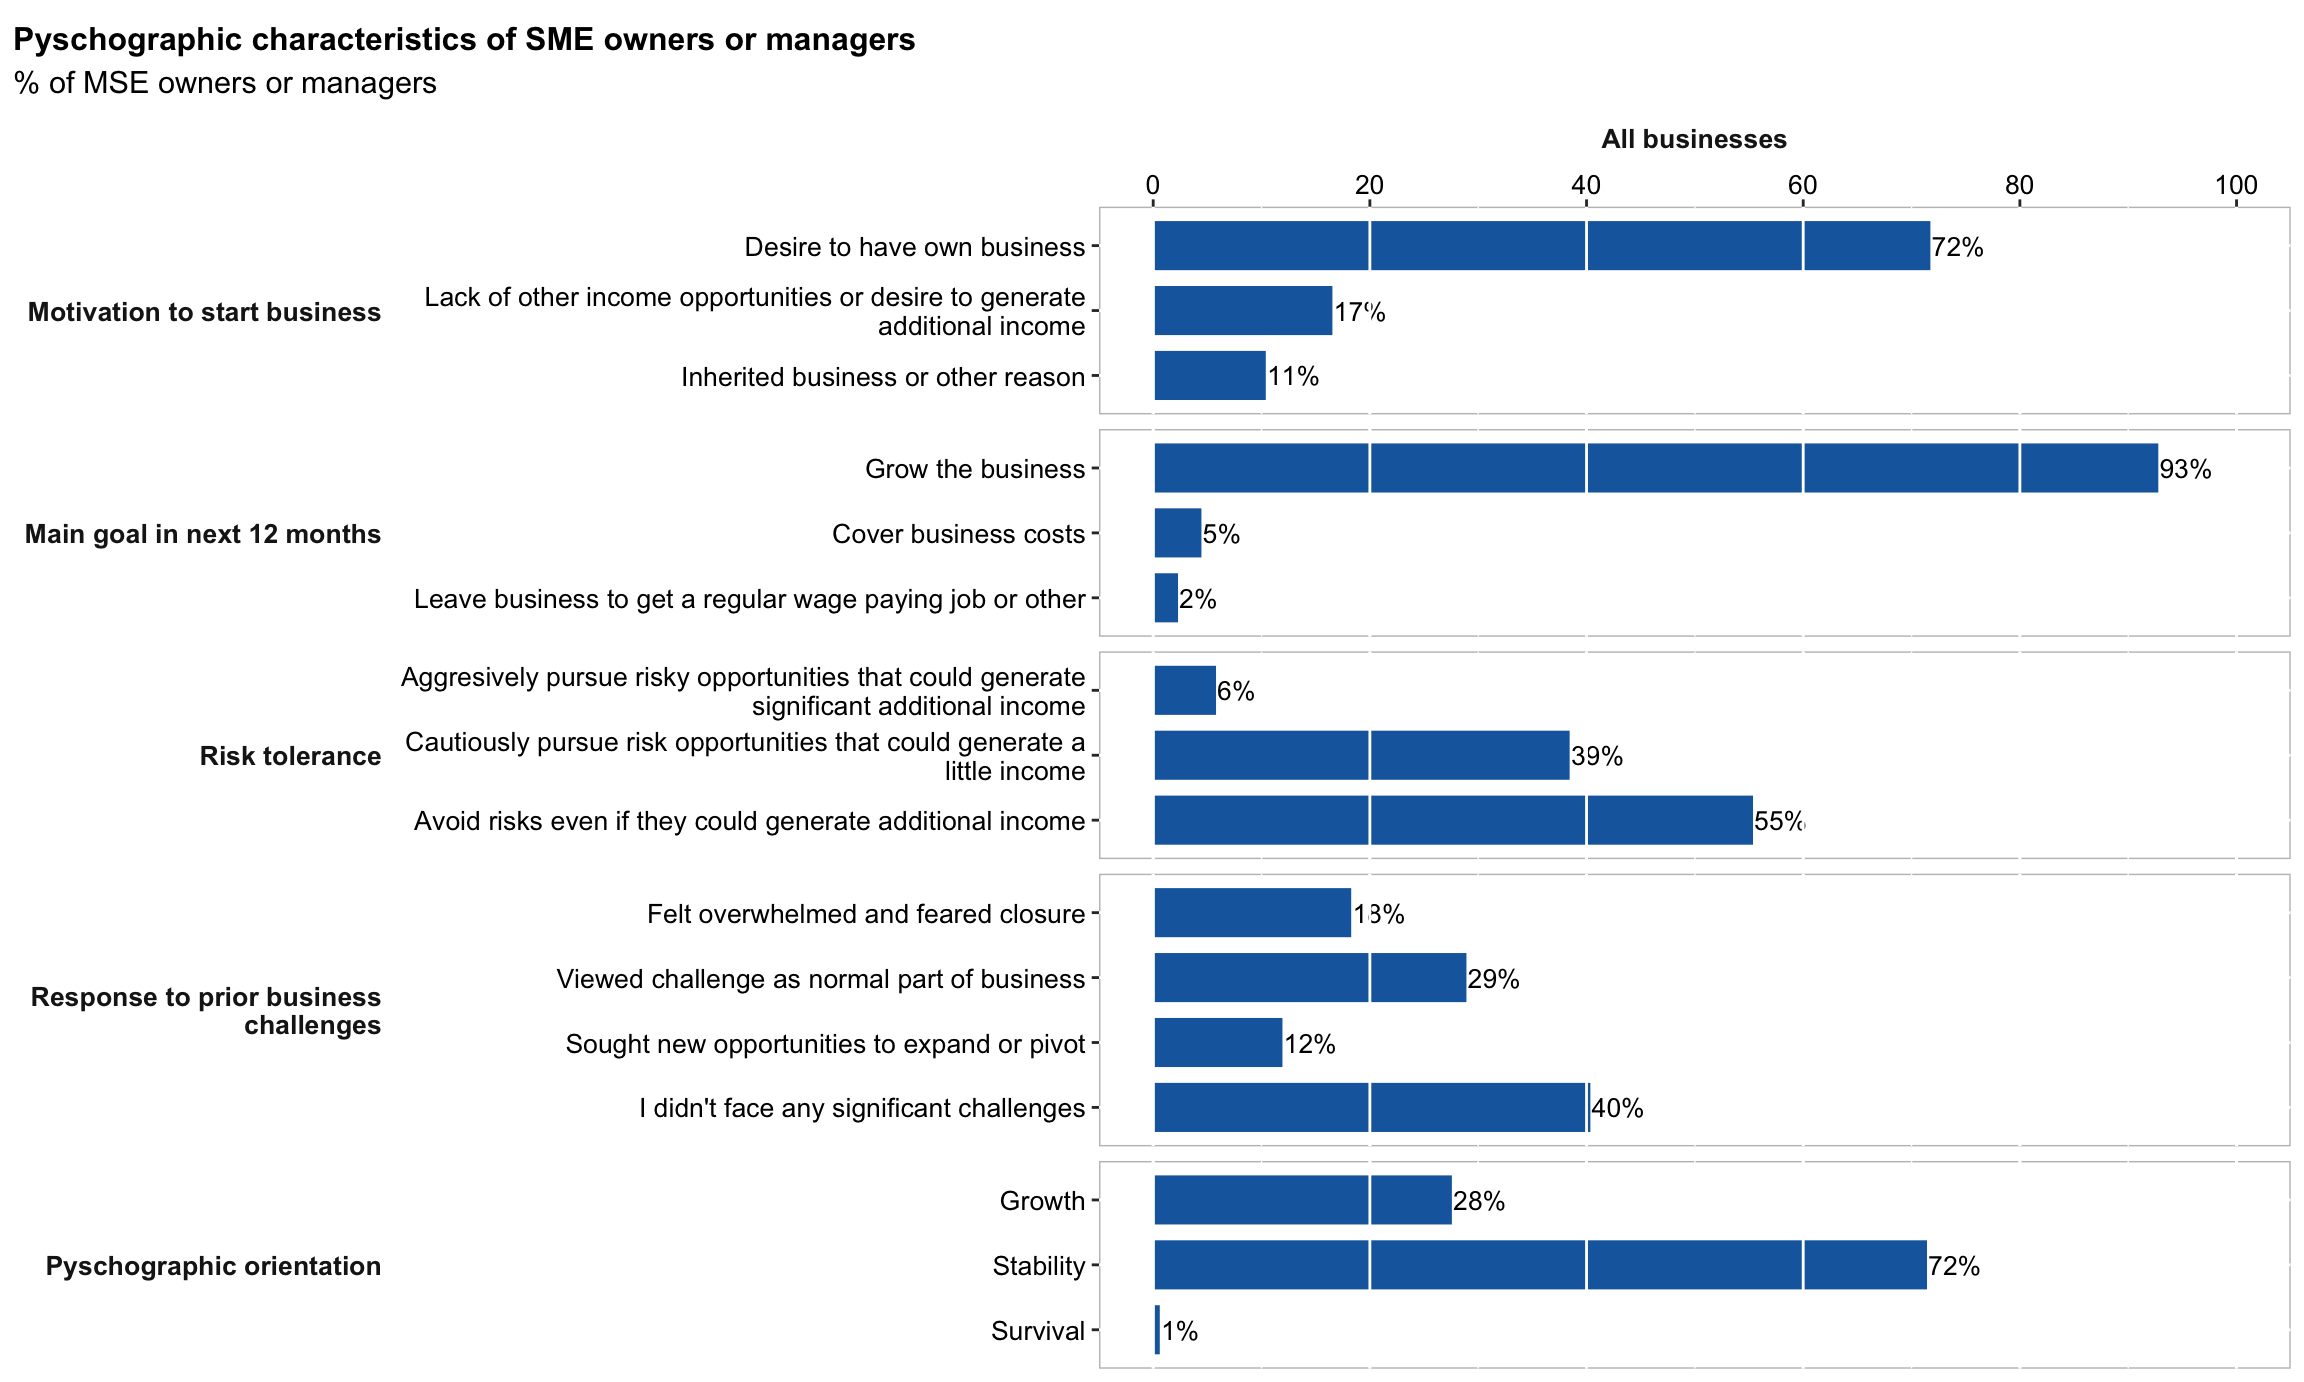 Pyschographic characteristics of SME owners or managers
% of MSE owners or managers
All businesses
0 20 40 60 80 100
Motivation to start business
Desire to have own business 72%
Lack of other income opportunities or desire to generate
additional income 17%
Inherited business or other reason 11%
Main goal in next 12 months
Grow the business 93%
Cover business costs 5%
Leave business to get a regular wage paying job or other 2%
Risk tolerance
Aggresively pursue risky opportunities that could generate
significant additional income 6%
Cautiously pursue risk opportunities that could generate a
little income 39%
Avoid risks even if they could generate additional income 55%
Response to prior business
challenges
Felt overwhelmed and feared closure 18%
Viewed challenge as normal part of business 29%
Sought new opportunities to expand or pivot 12%
I didn't face any significant challenges 40%
Pyschographic orientation
Growth 28%
Stability 72%
Survival 1%